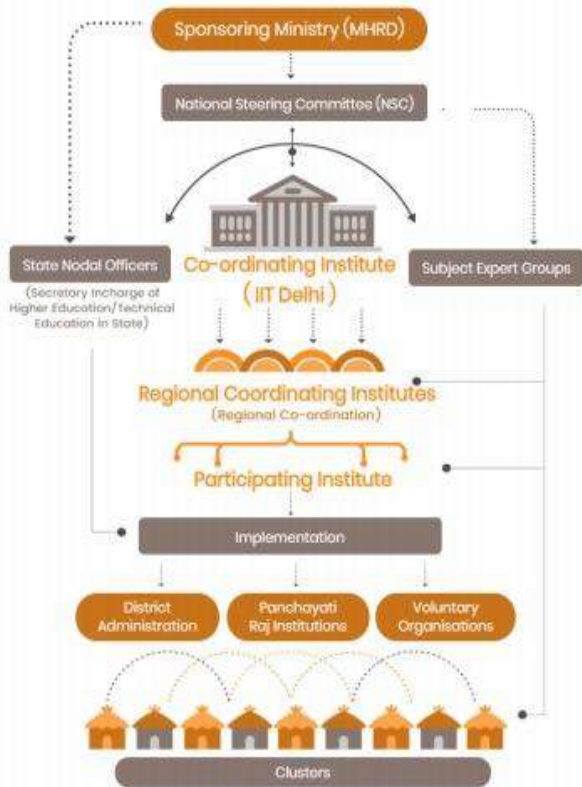 Sponsoring Ministry (MHRD)
National Steering Committee (NSC)
State Nodal Officers
(Secretary Incharge of
Higher Education/Technical
Education in State)
Co-ordinating Institute
( IIT Delhi )
Subject Expert Groups
Regional Coordinating Institutes
(Regional Co-ordination)
Participating Institute
Implementation
District
Administration
Panchayati
Raj Institutions
Voluntary
Organisations
Clusters